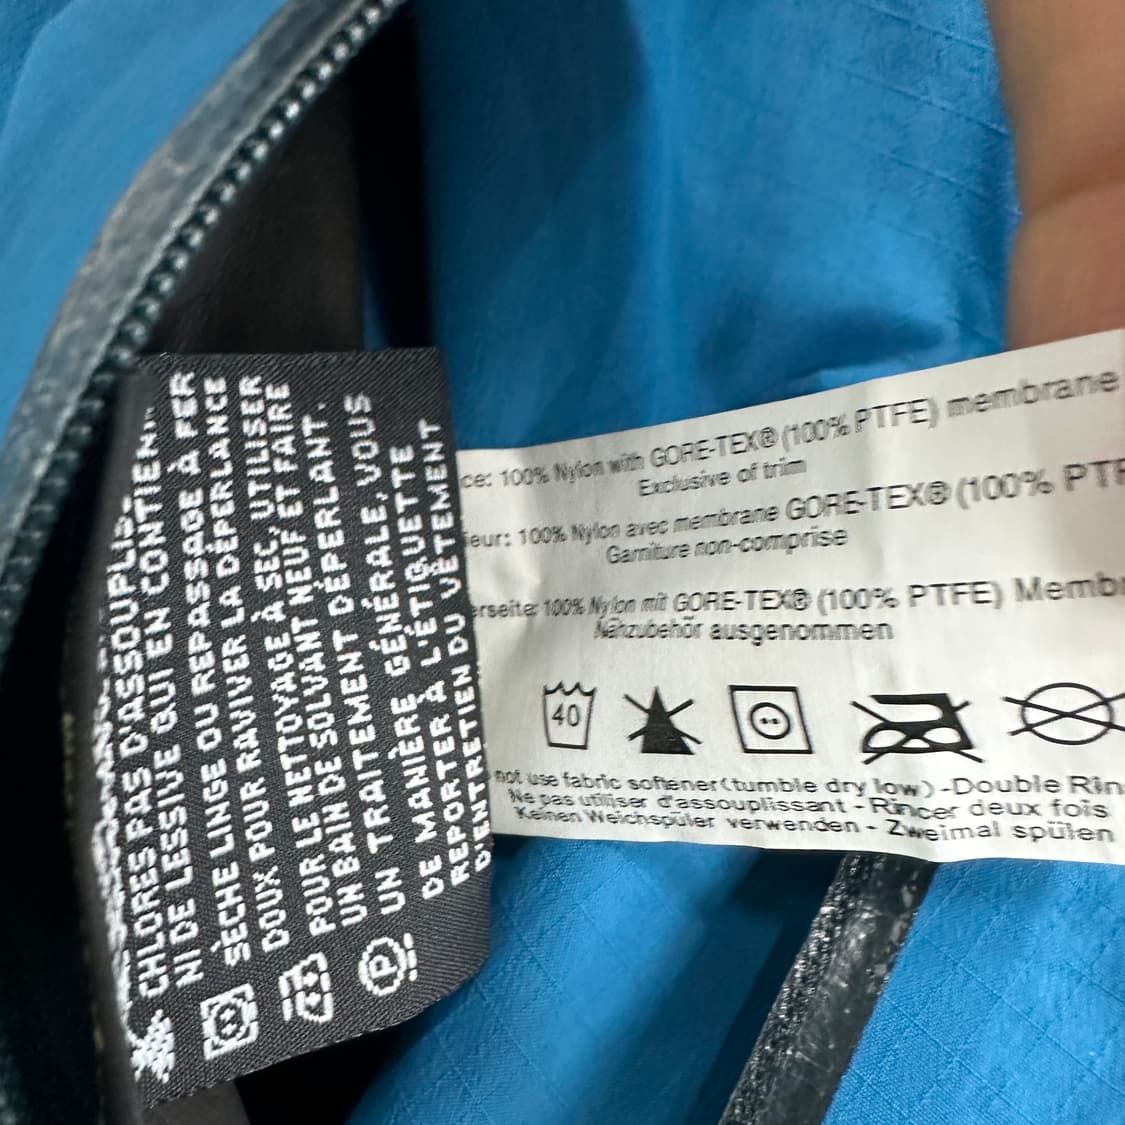 CHLORÉS PAS D'ASSOUPLIS
NI DE LESSIVE QUI EN CONTIEN
SÈCHE LINGE OU REPASSAGE À FER
DOUX POUR RAVIVER LA DÉPERLANCE
POUR LE NETTOYAGE À SEC, UTILISER
UN BAIN DE SOLVANT NEUF ET FAIRE
UN TRAITEMENT DÉPERLANT.
DE MANIÈRE GÉNÉRALE, VOUS
REPORTER À L'ÉTIQUETTE
D'ENTRETIEN DU VÊTEMENT
P
ce: 100% Nylon with GORE-TEX® (100% PTFE) membrane
Exclusive of trim
ieur: 100% Nylon avec membrane GORE-TEX® (100% PTF
Garniture non-comprise
erseite: 100% Nylon mit GORE-TEX® (100% PTFE) Membr
Nähzubehör ausgenommen
40
not use fabric softener(tumble dry low)-Double Rin
Ne pas utiliser d'assouplissant - Rincer deux fois
Keinen Weichspüler verwenden - Zweimal spülen